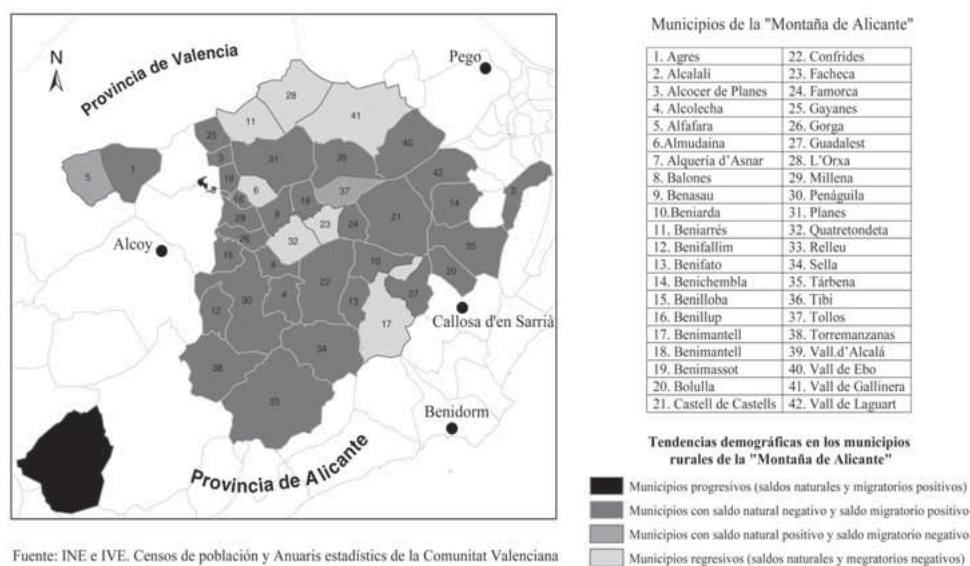 N
Provincia de Valencia
Pego
Alcoy
Callosa d'en Sarrià
Benidorm
Provincia de Alicante
28
11
41
25
40
3
31
39
42
5
1
18
6
37
2
14
16
8
18
29
23
24
21
26
32
35
15
9
10
20
22
27
12
30
4
13
17
34
38
33
Fuente: INE e IVE. Censos de población y Anuaris estadístics de la Comunitat Valenciana
Municipios de la "Montaña de Alicante"
1. Agres 22. Confrides
2. Alcalalí 23. Facheca
3. Alcocer de Planes 24. Famorca
4. Alcolecha 25. Gayanes
5. Alfafara 26. Gorga
6.Almudaina 27. Guadalest
7. Alquería d'Asnar 28. L'Orxa
8. Balones 29. Millena
9. Benasau 30. Penáguila
10.Beniarda 31. Planes
11. Beniarrés 32. Quatretondeta
12. Benifallim 33. Relleu
13. Benifato 34. Sella
14. Benichembla 35. Tárbena
15. Benilloba 36. Tibi
16. Benillup 37. Tollos
17. Benimantell 38. Torremanzanas
18. Benimantell 39. Vall.d'Alcalá
19. Benimassot 40. Vall de Ebo
20. Bolulla 41. Vall de Gallinera
21. Castell de Castells 42. Vall de Laguart
Tendencias demográficas en los municipios
rurales de la "Montaña de Alicante"
Municipios progresivos (saldos naturales y migratorios positivos)
Municipios con saldo natural negativo y saldo migratorio positivo
Municipios con saldo natural positivo y saldo migratorio negativo
Municipios regresivos (saldos naturales y megratorios negativos)